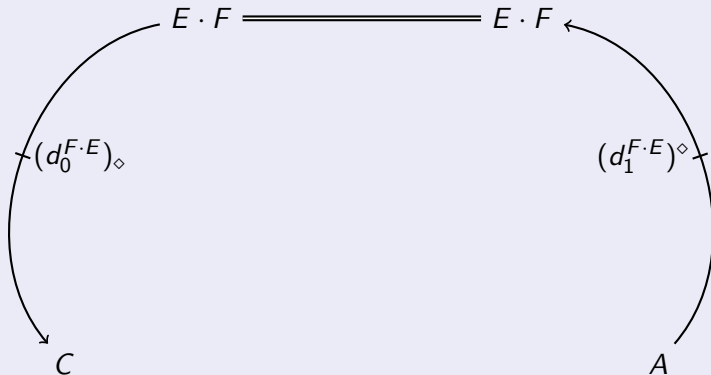 E · F E · F
(d_0^{F·E})_⋄ (d_1^{F·E})^⋄
C A